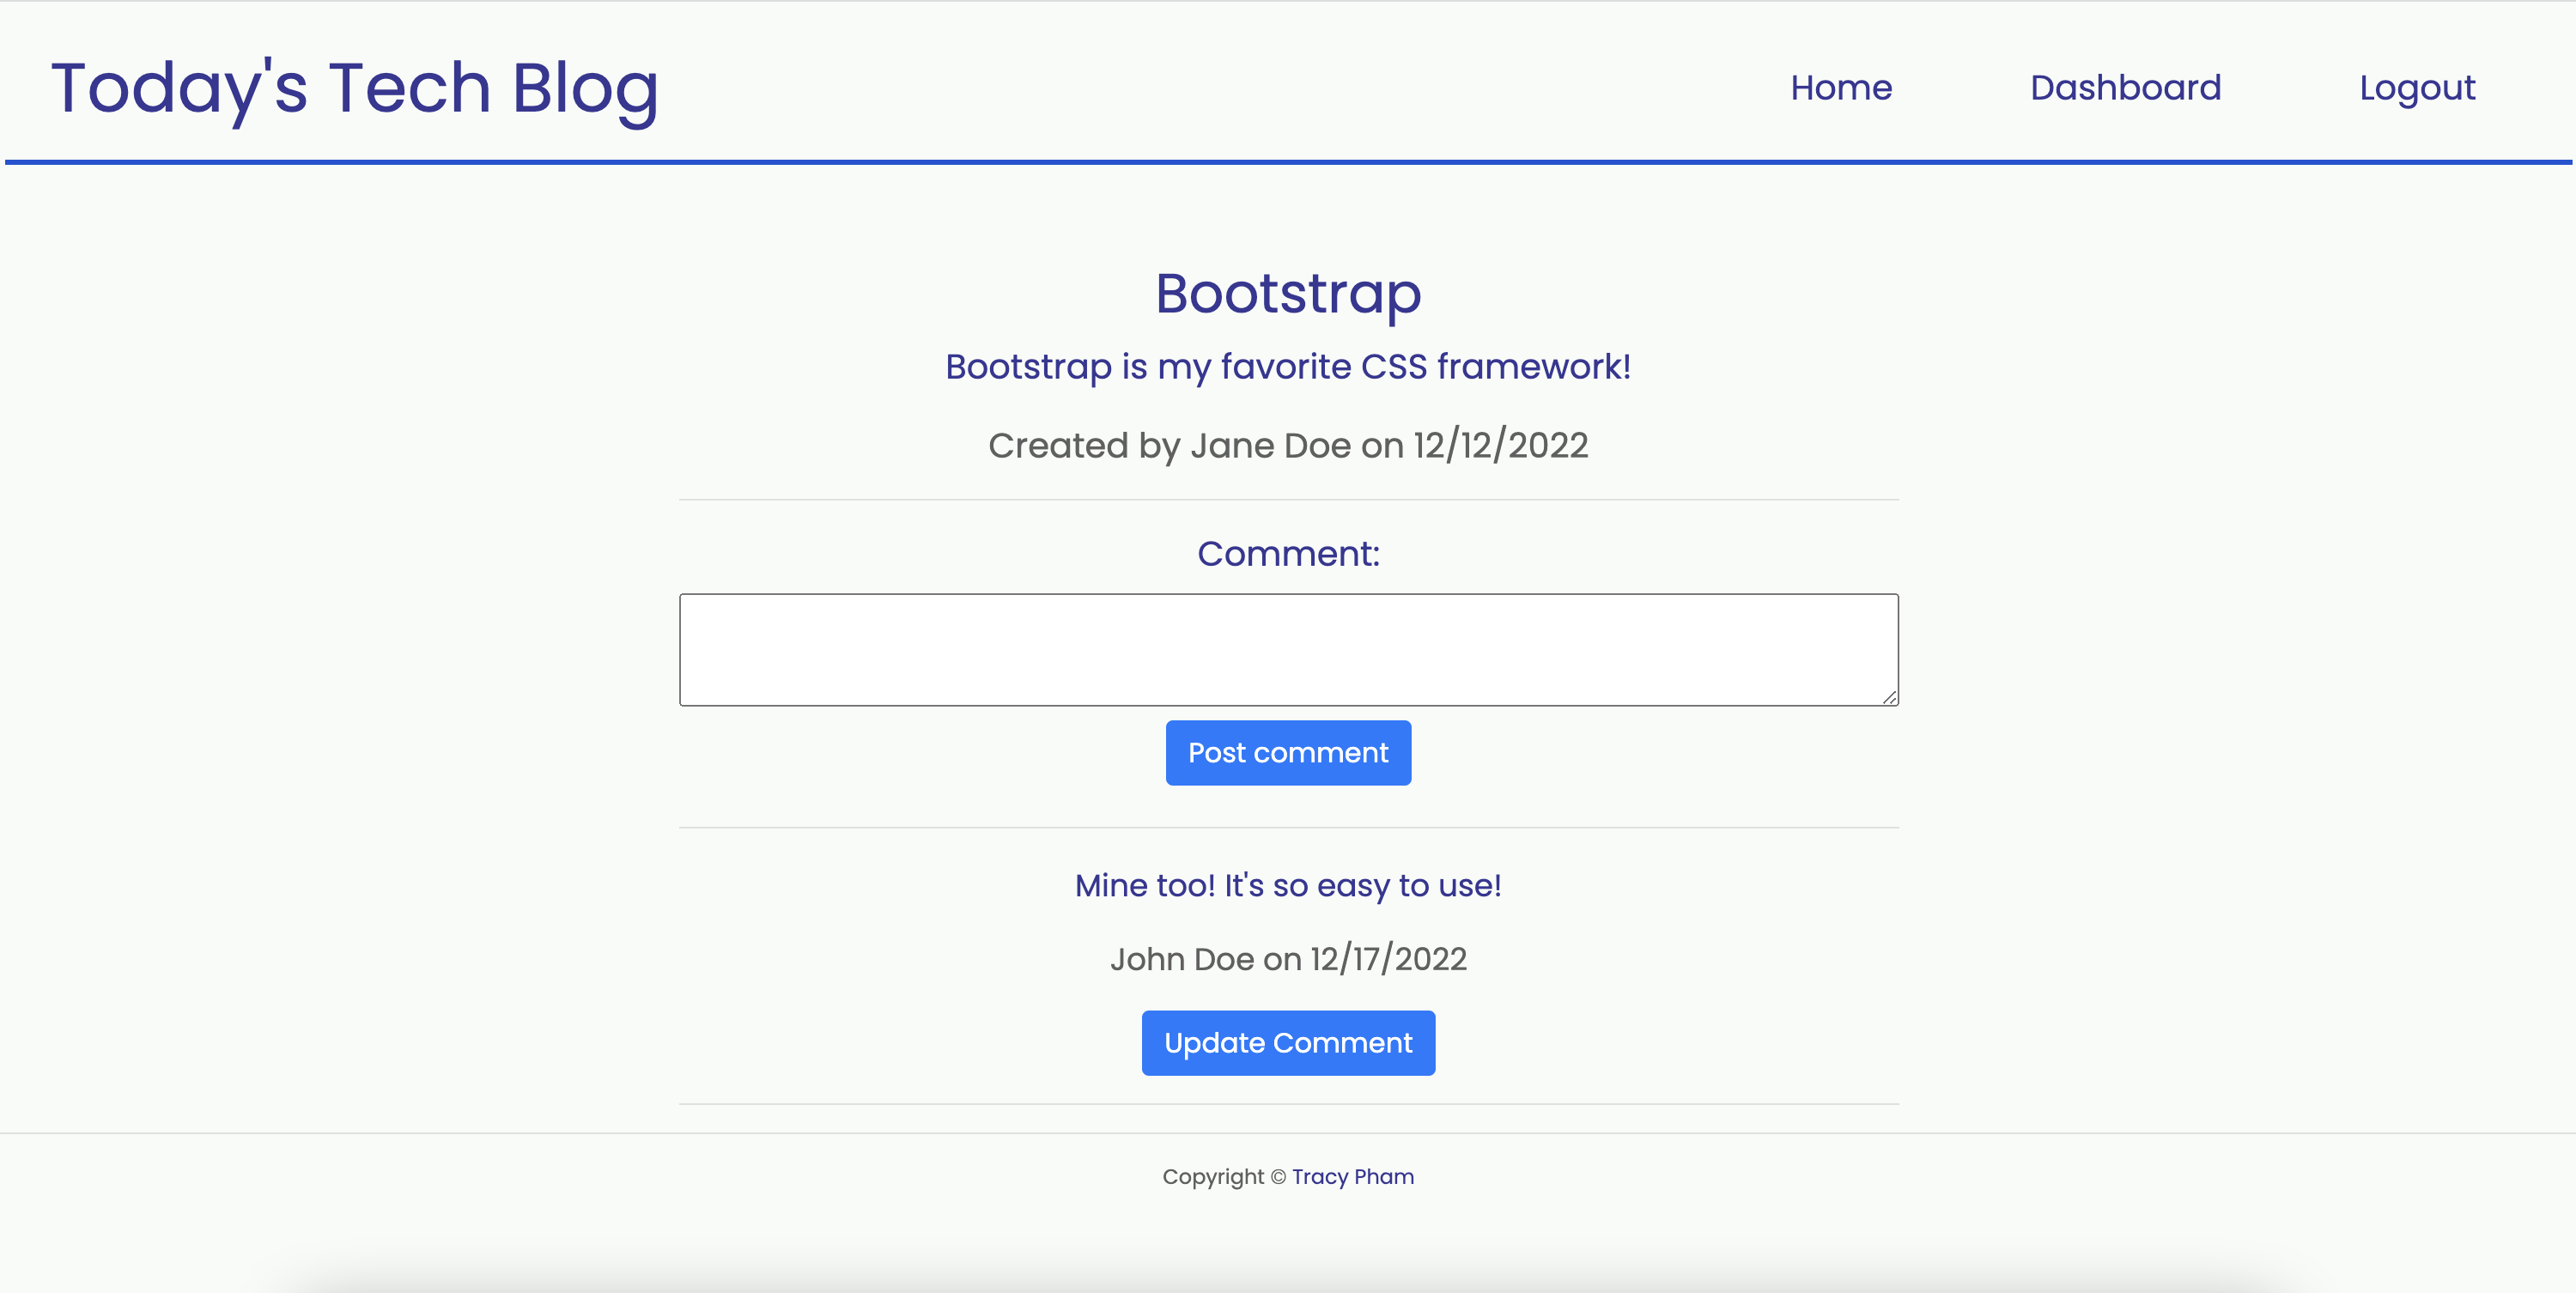 Today's Tech Blog
Home Dashboard Logout
Bootstrap
Bootstrap is my favorite CSS framework!
Created by Jane Doe on 12/12/2022
Comment:
Post comment
Mine too! It's so easy to use!
John Doe on 12/17/2022
Update Comment
Copyright © Tracy Pham